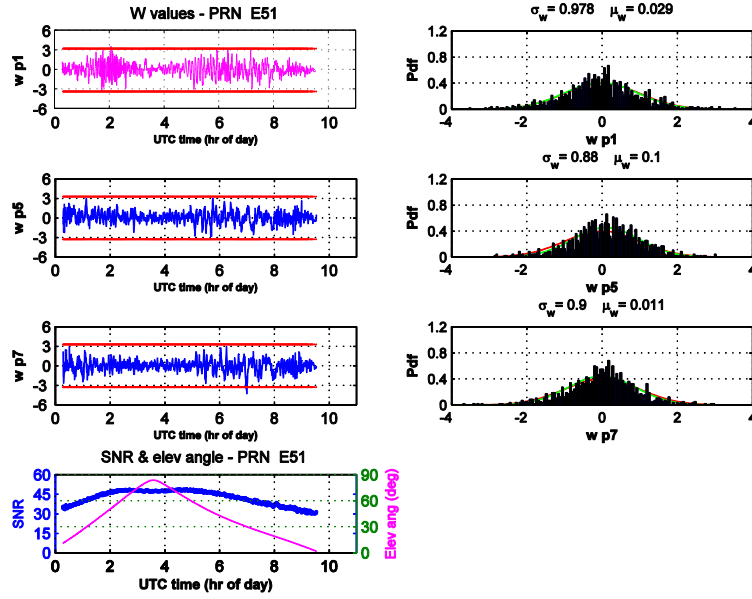 W values - PRN E51
σw = 0.978 μw = 0.029
w p1
6
3
0
-3
-6
0 2 4 6 8 10
UTC time (hr of day)
Pdf
1.2
0.8
0.4
0
-4 -2 0 2 4
w p1
σw = 0.88 μw = 0.1
w p5
6
3
0
-3
-6
0 2 4 6 8 10
UTC time (hr of day)
Pdf
1.2
0.8
0.4
0
-4 -2 0 2 4
w p5
σw = 0.9 μw = 0.011
w p7
6
3
0
-3
-6
0 2 4 6 8 10
UTC time (hr of day)
Pdf
1.2
0.8
0.4
0
-4 -2 0 2 4
w p7
SNR & elev angle - PRN E51
SNR
60
45
30
15
0
90
60
30
0
Elev ang (deg)
0 2 4 6 8 10
UTC time (hr of day)